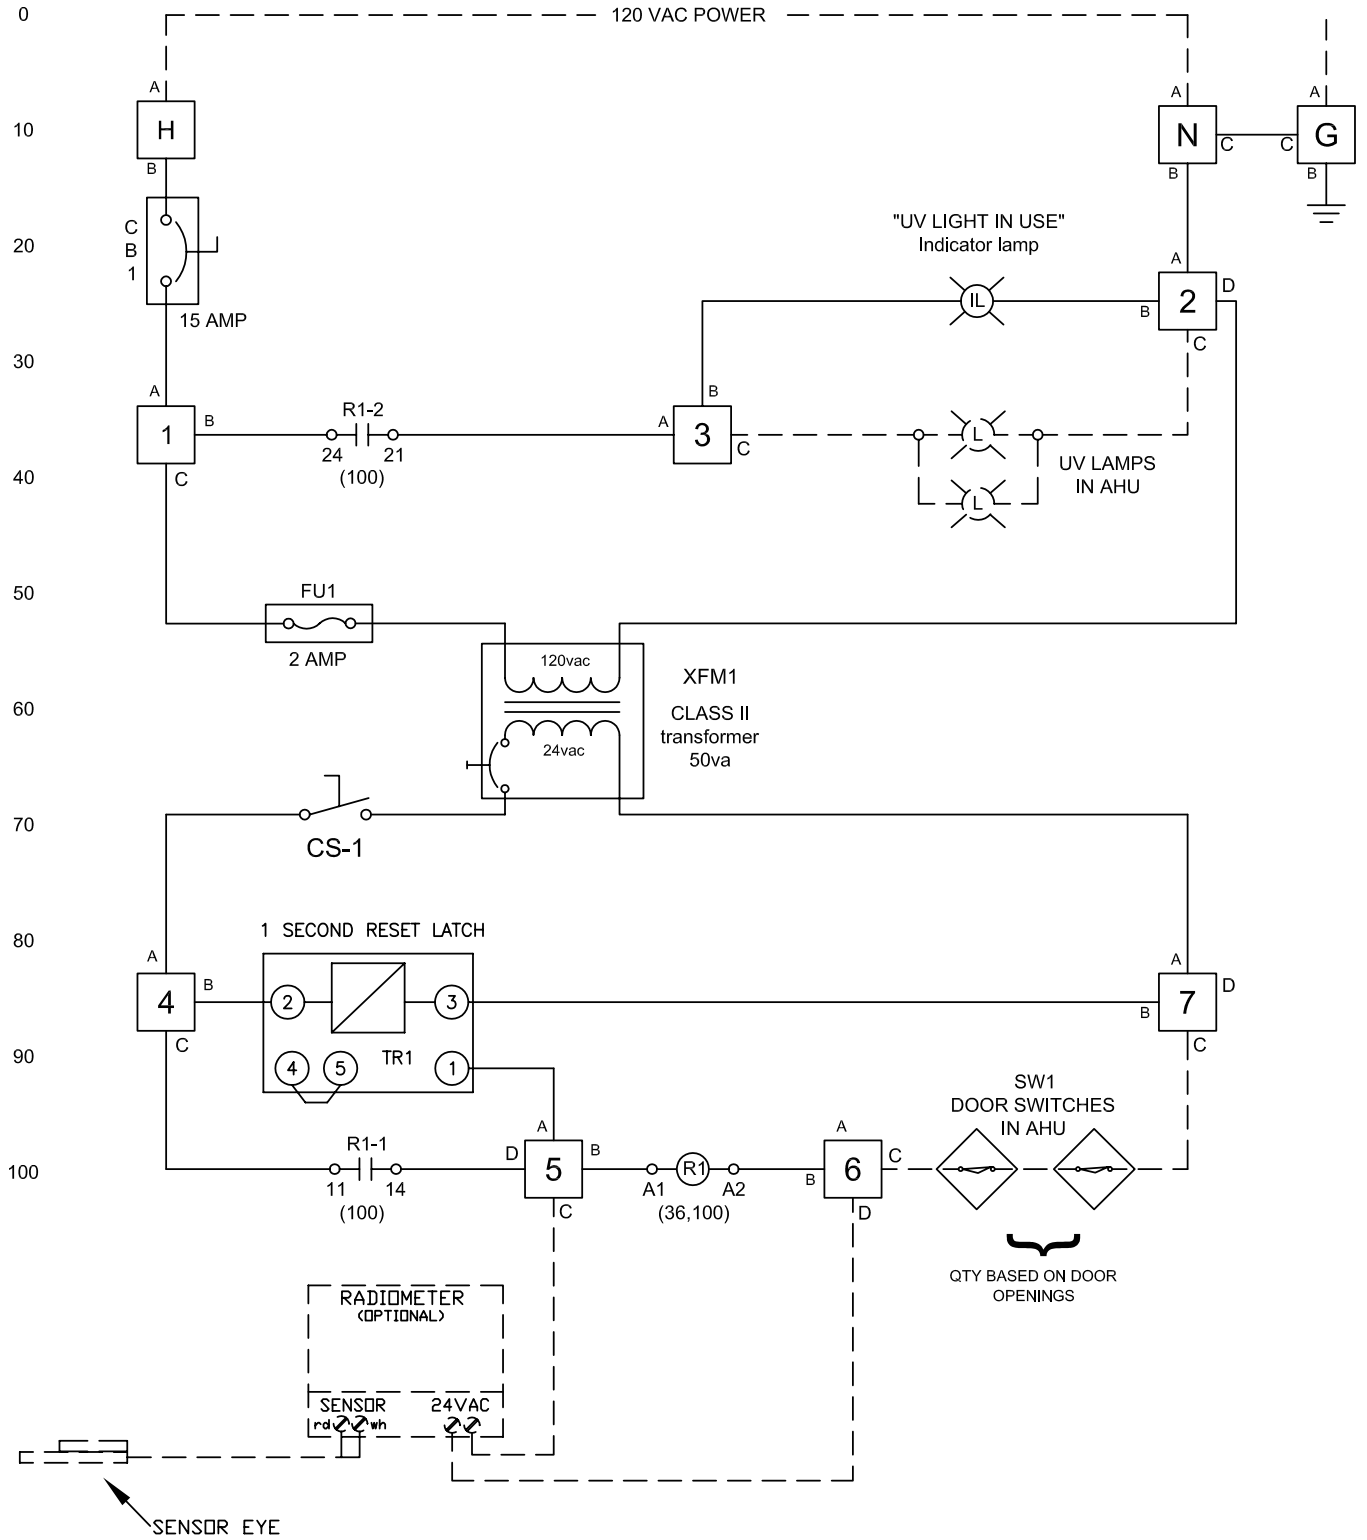 0
120 VAC POWER
A
A
A
10
H
N
C
C
G
B
B
B
C
B
1
20
"UV LIGHT IN USE"
Indicator lamp
A
D
IL
B
2
15 AMP
C
30
A
B
R1-2
B
1
24
21
A
3
L
(100)
C
UV LAMPS
IN AHU
40
C
L
50
FU1
2 AMP
120vac
XFM1
60
CLASS II
transformer
50va
24vac
70
CS-1
80
1 SECOND RESET LATCH
A
A
B
D
4
2
3
B
7
C
C
90
4
5
TR1
1
SW1
DOOR SWITCHES
IN AHU
A
A
R1-1
D
B
C
100
5
R1
6
11
14
A1
A2
B
(100)
C
(36,100)
D
QTY BASED ON DOOR
OPENINGS
RADIOMETER
(OPTIONAL)
SENSOR
24VAC
rd
wh
SENSOR EYE